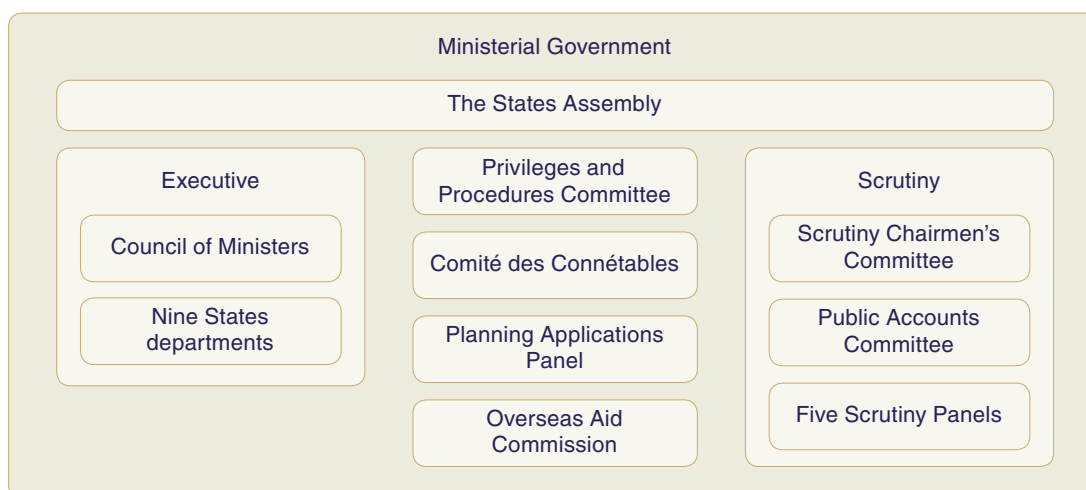 Ministerial Government
The States Assembly
Executive
Council of Ministers
Nine States
departments
Privileges and
Procedures Committee
Comité des Connétables
Planning Applications
Panel
Overseas Aid
Commission
Scrutiny
Scrutiny Chairmen's
Committee
Public Accounts
Committee
Five Scrutiny Panels